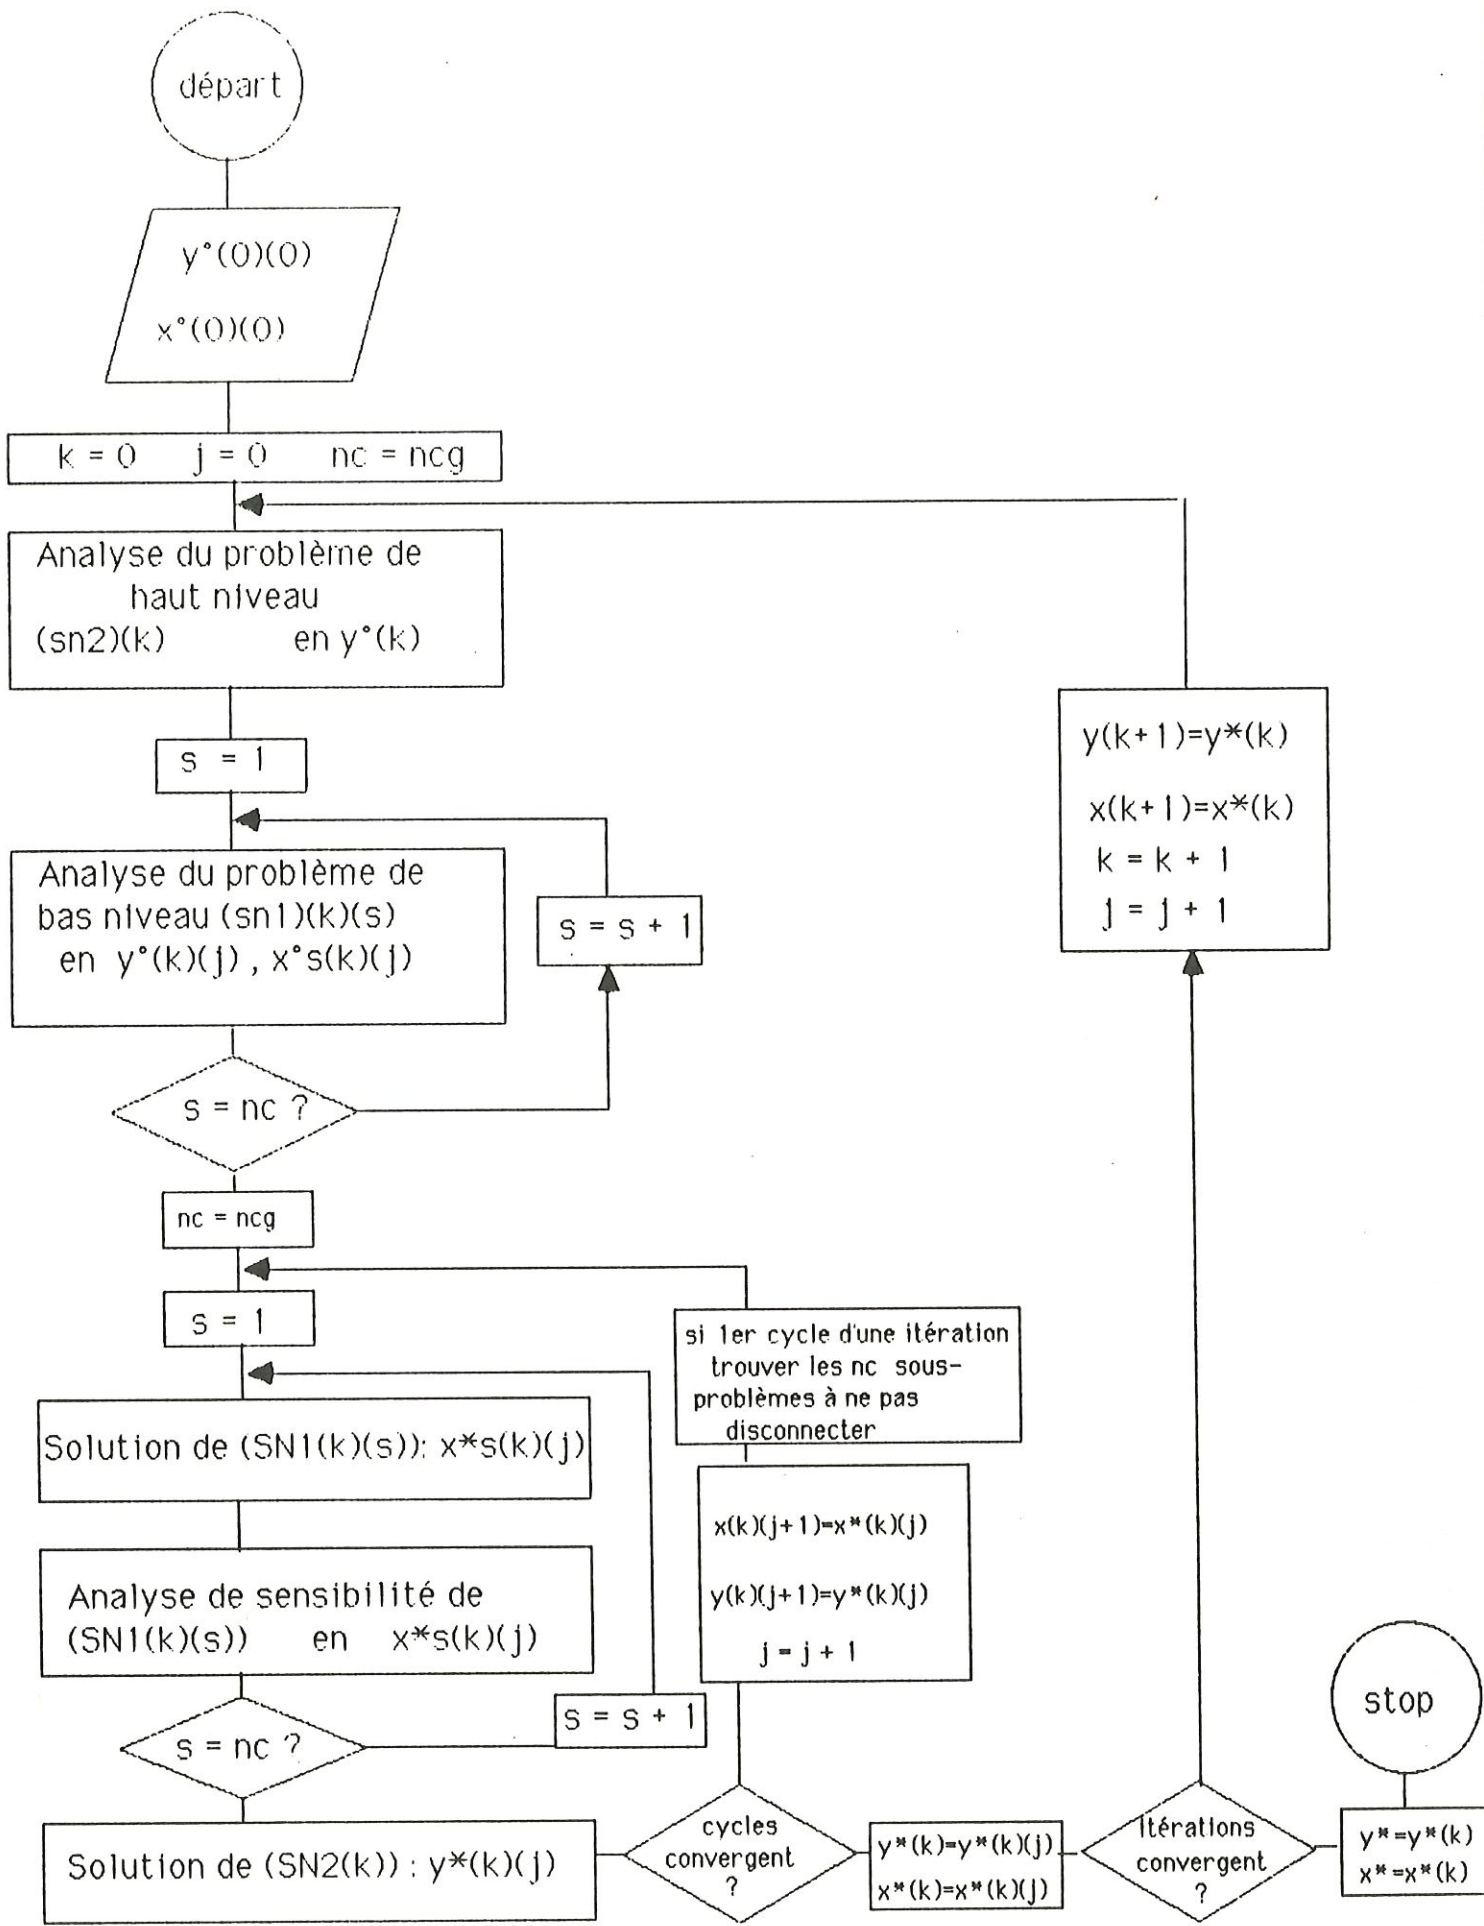 départ
y°(0)(0)
x°(0)(0)
k = 0 j = 0 nc = ncg
Analyse du problème de
haut niveau
(sn2)(k) en y°(k)
s = 1
Analyse du problème de
bas niveau (sn1)(k)(s)
en y°(k)(j) , x°s(k)(j)
s = s + 1
s = nc ?
nc = ncg
s = 1
Solution de (SN1(k)(s)): x*s(k)(j)
Analyse de sensibilité de
(SN1(k)(s)) en x*s(k)(j)
s = s + 1
s = nc ?
Solution de (SN2(k)) : y*(k)(j)
cycles
convergent
?
x(k)(j+1)=x*(k)(j)
y(k)(j+1)=y*(k)(j)
j = j + 1
si 1er cycle d'une itération
trouver les nc sous-
problèmes à ne pas
disconnecter
y*(k)=y*(k)(j)
x*(k)=x*(k)(j)
Itérations
convergent
?
y(k+1)=y*(k)
x(k+1)=x*(k)
k = k + 1
j = j + 1
y*=y*(k)
x*=x*(k)
stop